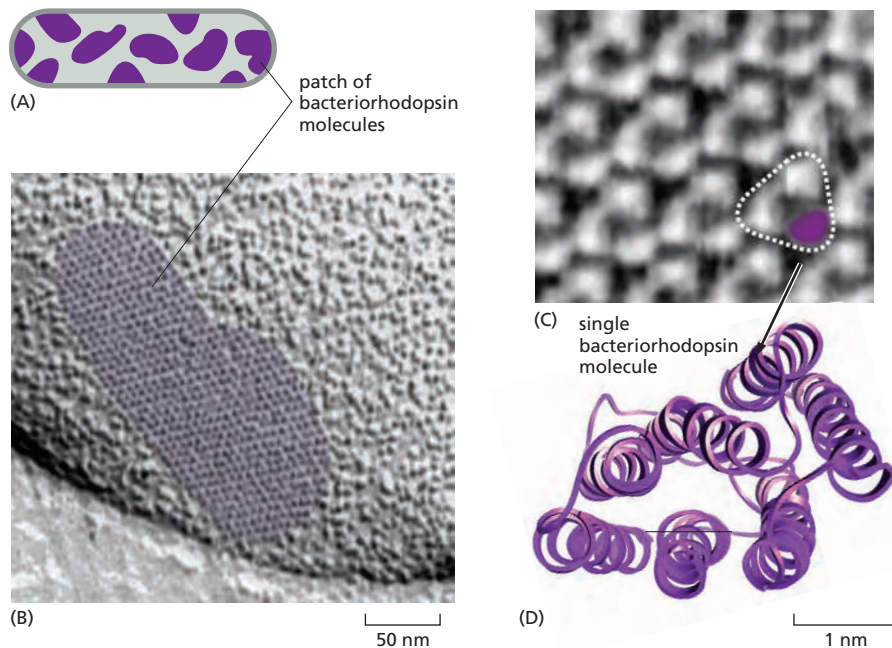 (A)
patch of
bacteriorhodopsin
molecules
(B)
50 nm
(C)
single
bacteriorhodopsin
molecule
(D)
1 nm